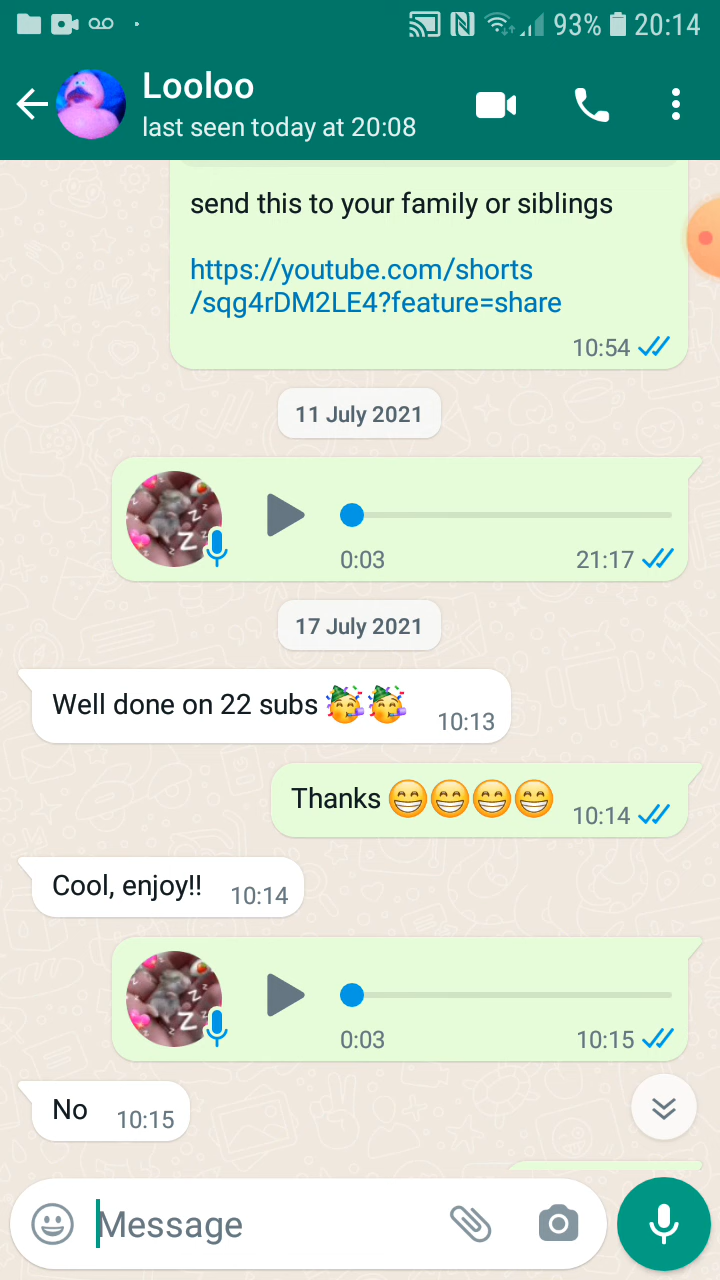 93% 20:14
Looloo
last seen today at 20:08
send this to your family or siblings
https://youtube.com/shorts
/sqg4rDM2LE4?feature=share
10:54
11 July 2021
0:03 21:17
17 July 2021
Well done on 22 subs 🥳🥳 10:13
Thanks 😁😁😁😁 10:14
Cool, enjoy!! 10:14
0:03 10:15
No 10:15
Message